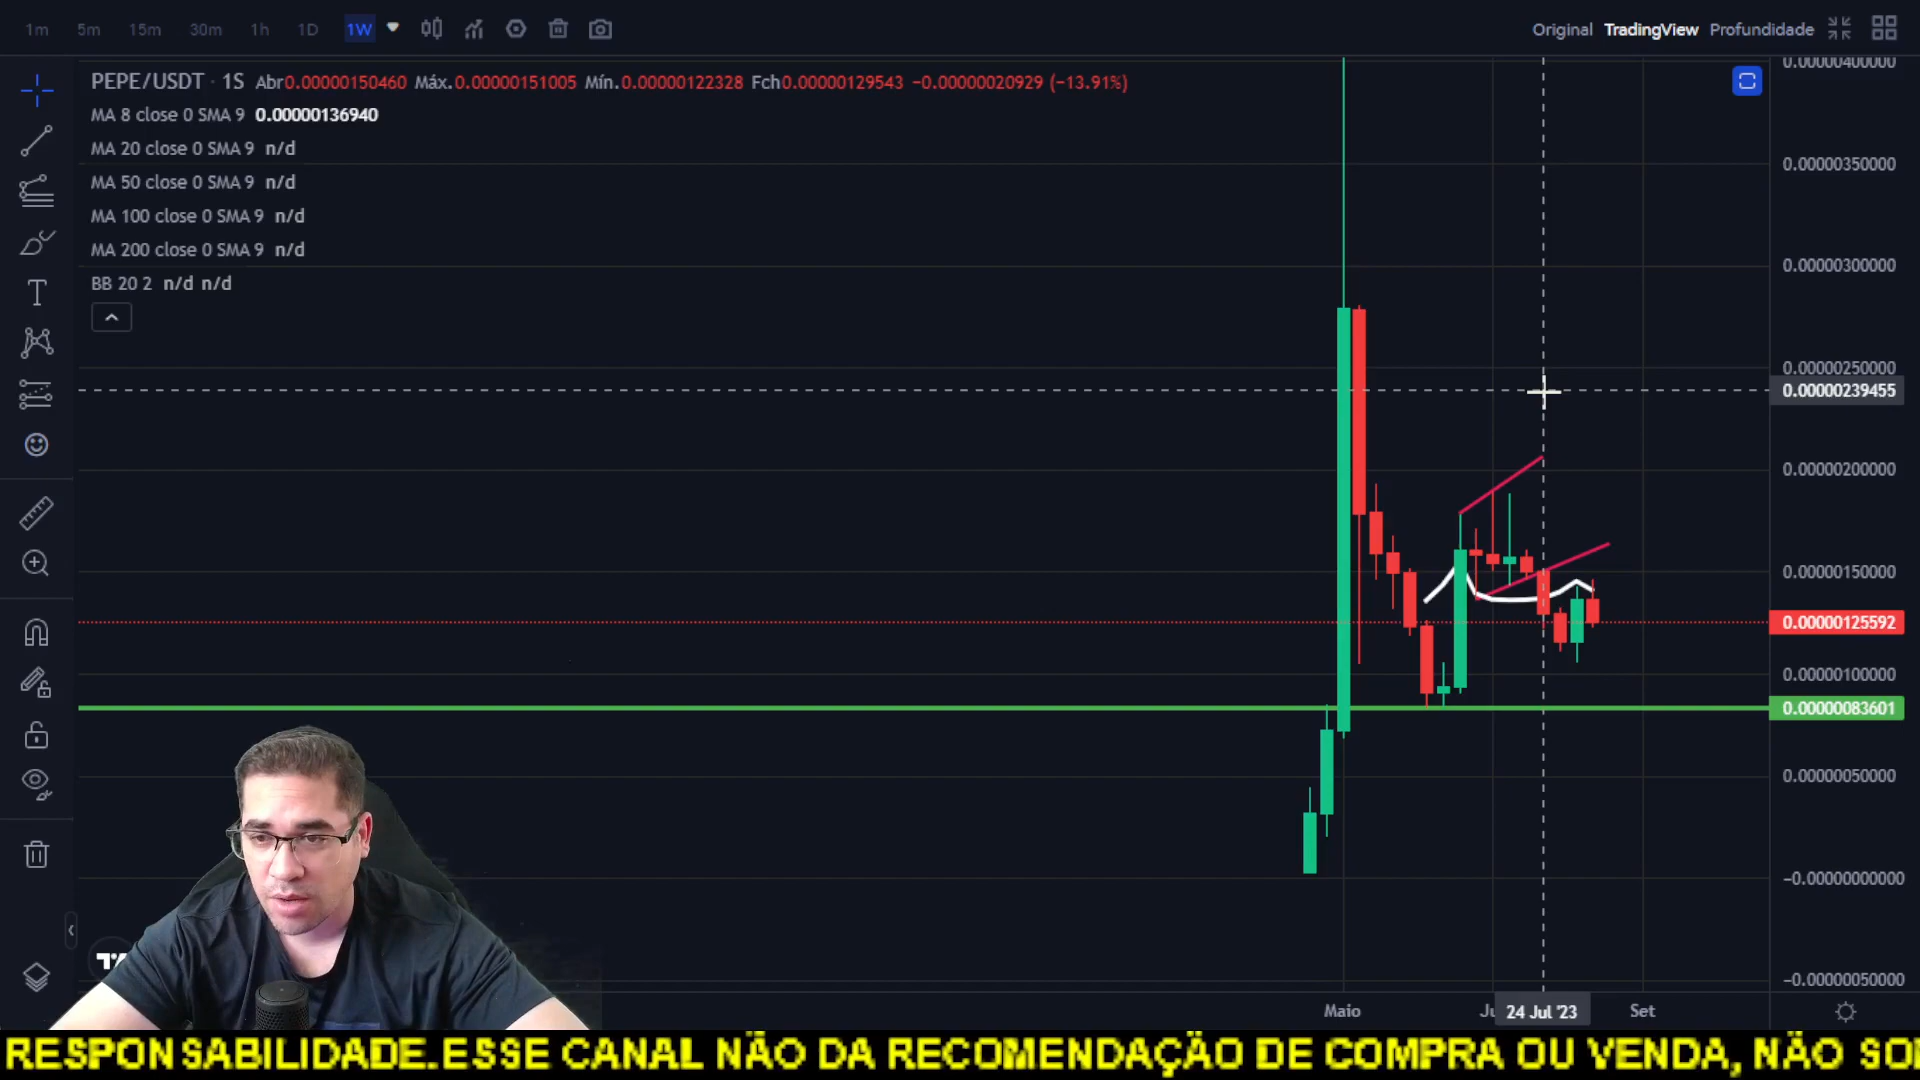 1m 5m 15m 30m 1h 1D 1W Original TradingView Profundidade
PEPE/USDT · 1S Abr0.00000150460 Máx.0.00000151005 Mín.0.00000122328 Fch0.00000129543 −0.00000020929 (−13.91%)
MA 8 close 0 SMA 9 0.00000136940
MA 20 close 0 SMA 9 n/d
MA 50 close 0 SMA 9 n/d
MA 100 close 0 SMA 9 n/d
MA 200 close 0 SMA 9 n/d
BB 20 2 n/d n/d
0.00000400000
0.00000350000
0.00000300000
0.00000250000
0.00000239455
0.00000200000
0.00000150000
0.00000125592
0.00000100000
0.00000083601
0.00000050000
−0.00000000000
−0.00000050000
Maio 24 Jul '23 Set
RESPONSABILIDADE.ESSE CANAL NÃO DA RECOMENDAÇÃO DE COMPRA OU VENDA, NÃO